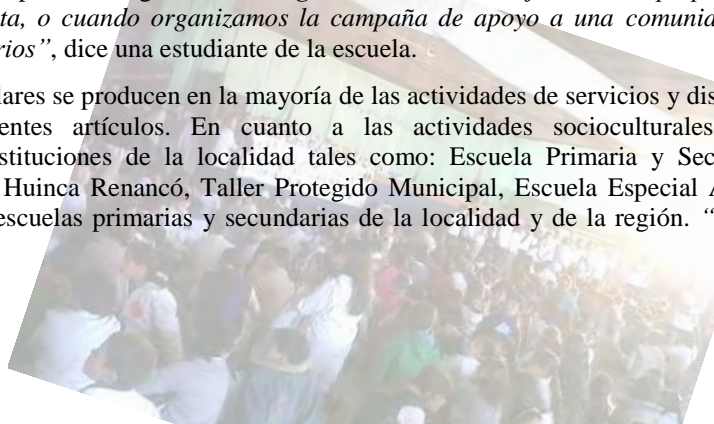 ta, o cuando organizamos la campaña de apoyo a una comunida
rios”, dice una estudiante de la escuela.
lares se producen en la mayoría de las actividades de servicios y dis
entes artículos. En cuanto a las actividades socioculturales
stituciones de la localidad tales como: Escuela Primaria y Sec
Huinca Renancó, Taller Protegido Municipal, Escuela Especial A
escuelas primarias y secundarias de la localidad y de la región. “